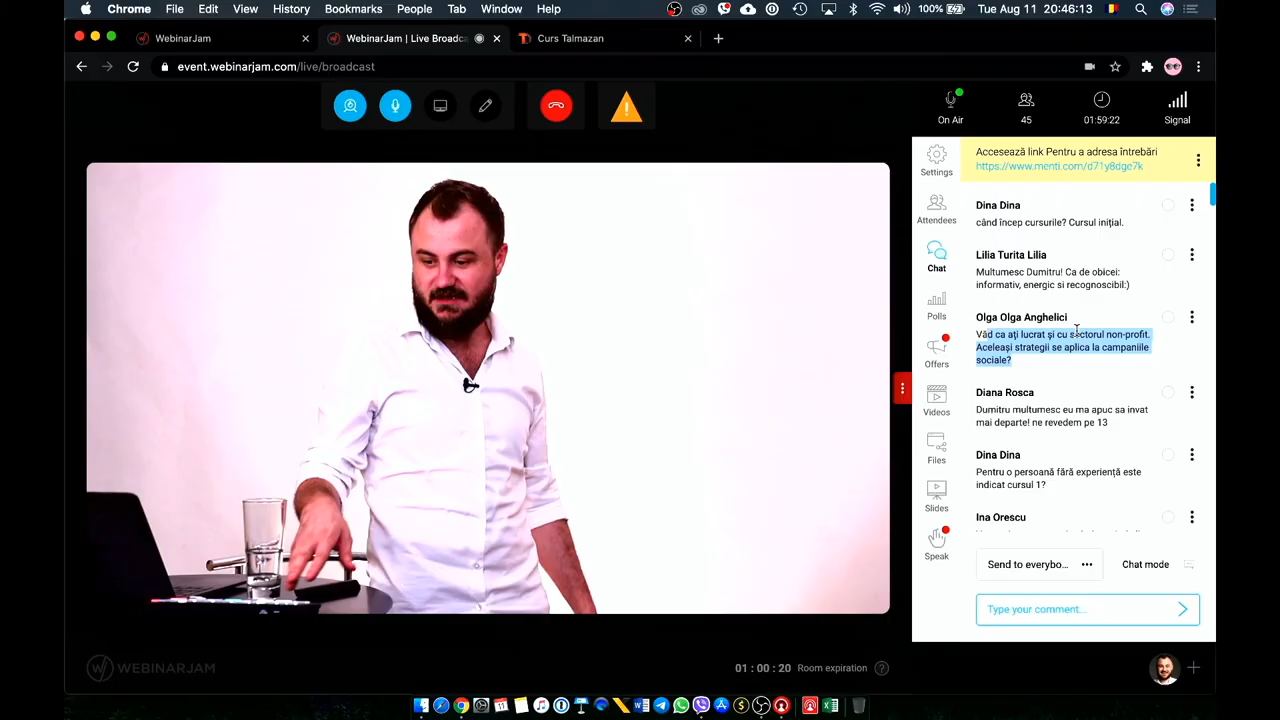 Chrome File Edit View History Bookmarks People Tab Window Help 100% Tue Aug 11 20:46:13
WebinarJam
WebinarJam | Live Broadca
Curs Talmazan
event.webinarjam.com/live/broadcast
On Air
45
01:59:22
Signal
Settings
Attendees
Chat
Polls
Offers
Videos
Files
Slides
Speak
Accesează link Pentru a adresa întrebări
https://www.menti.com/d71y8dge7k
Dina Dina
când încep cursurile? Cursul inițial.
Lilia Turita Lilia
Multumesc Dumitru! Ca de obicei:
informativ, energic si recognoscibil:)
Olga Olga Anghelici
Văd ca ați lucrat și cu sectorul non-profit.
Aceleași strategii se aplica la campaniile
sociale?
Diana Rosca
Dumitru multumesc eu ma apuc sa invat
mai departe! ne revedem pe 13
Dina Dina
Pentru o persoană fără experiență este
indicat cursul 1?
Ina Orescu
Send to everybo... •••
Chat mode
Type your comment...
WEBINARJAM
01 : 00 : 20 Room expiration ?